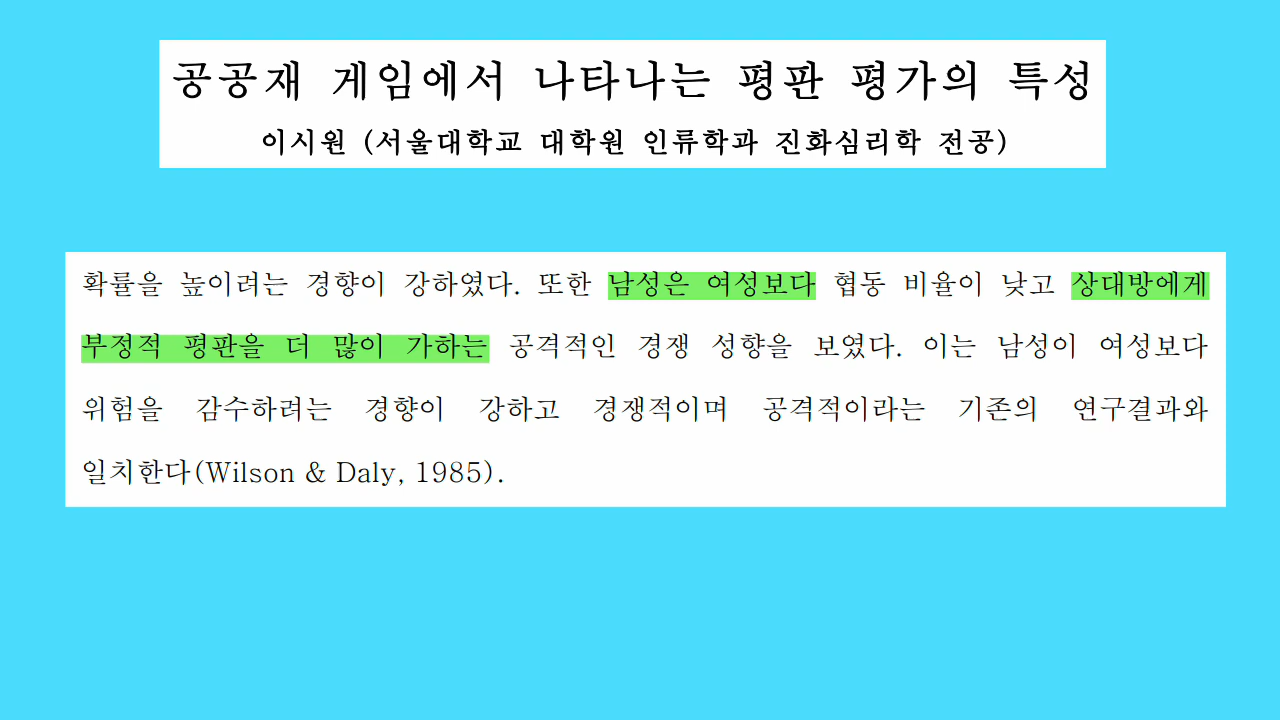 공공재 게임에서 나타나는 평판 평가의 특성
이시원 (서울대학교 대학원 인류학과 진화심리학 전공)
확률을 높이려는 경향이 강하였다. 또한 남성은 여성보다 협동 비율이 낮고 상대방에게
부정적 평판을 더 많이 가하는 공격적인 경쟁 성향을 보였다. 이는 남성이 여성보다
위험을 감수하려는 경향이 강하고 경쟁적이며 공격적이라는 기존의 연구결과와
일치한다(Wilson & Daly, 1985).